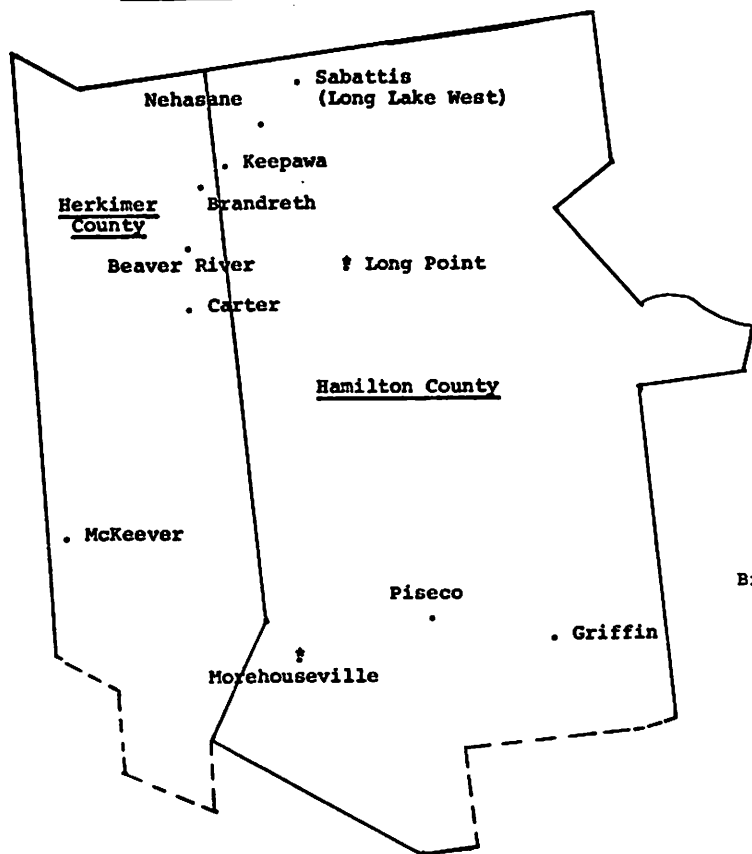 Sabattis
(Long Lake West)
Nehasane
Keepawa
Brandreth
Herkimer
County
Beaver River
* Long Point
Carter
Hamilton County
McKeever
Piseco
Griffin
*
Morehouseville